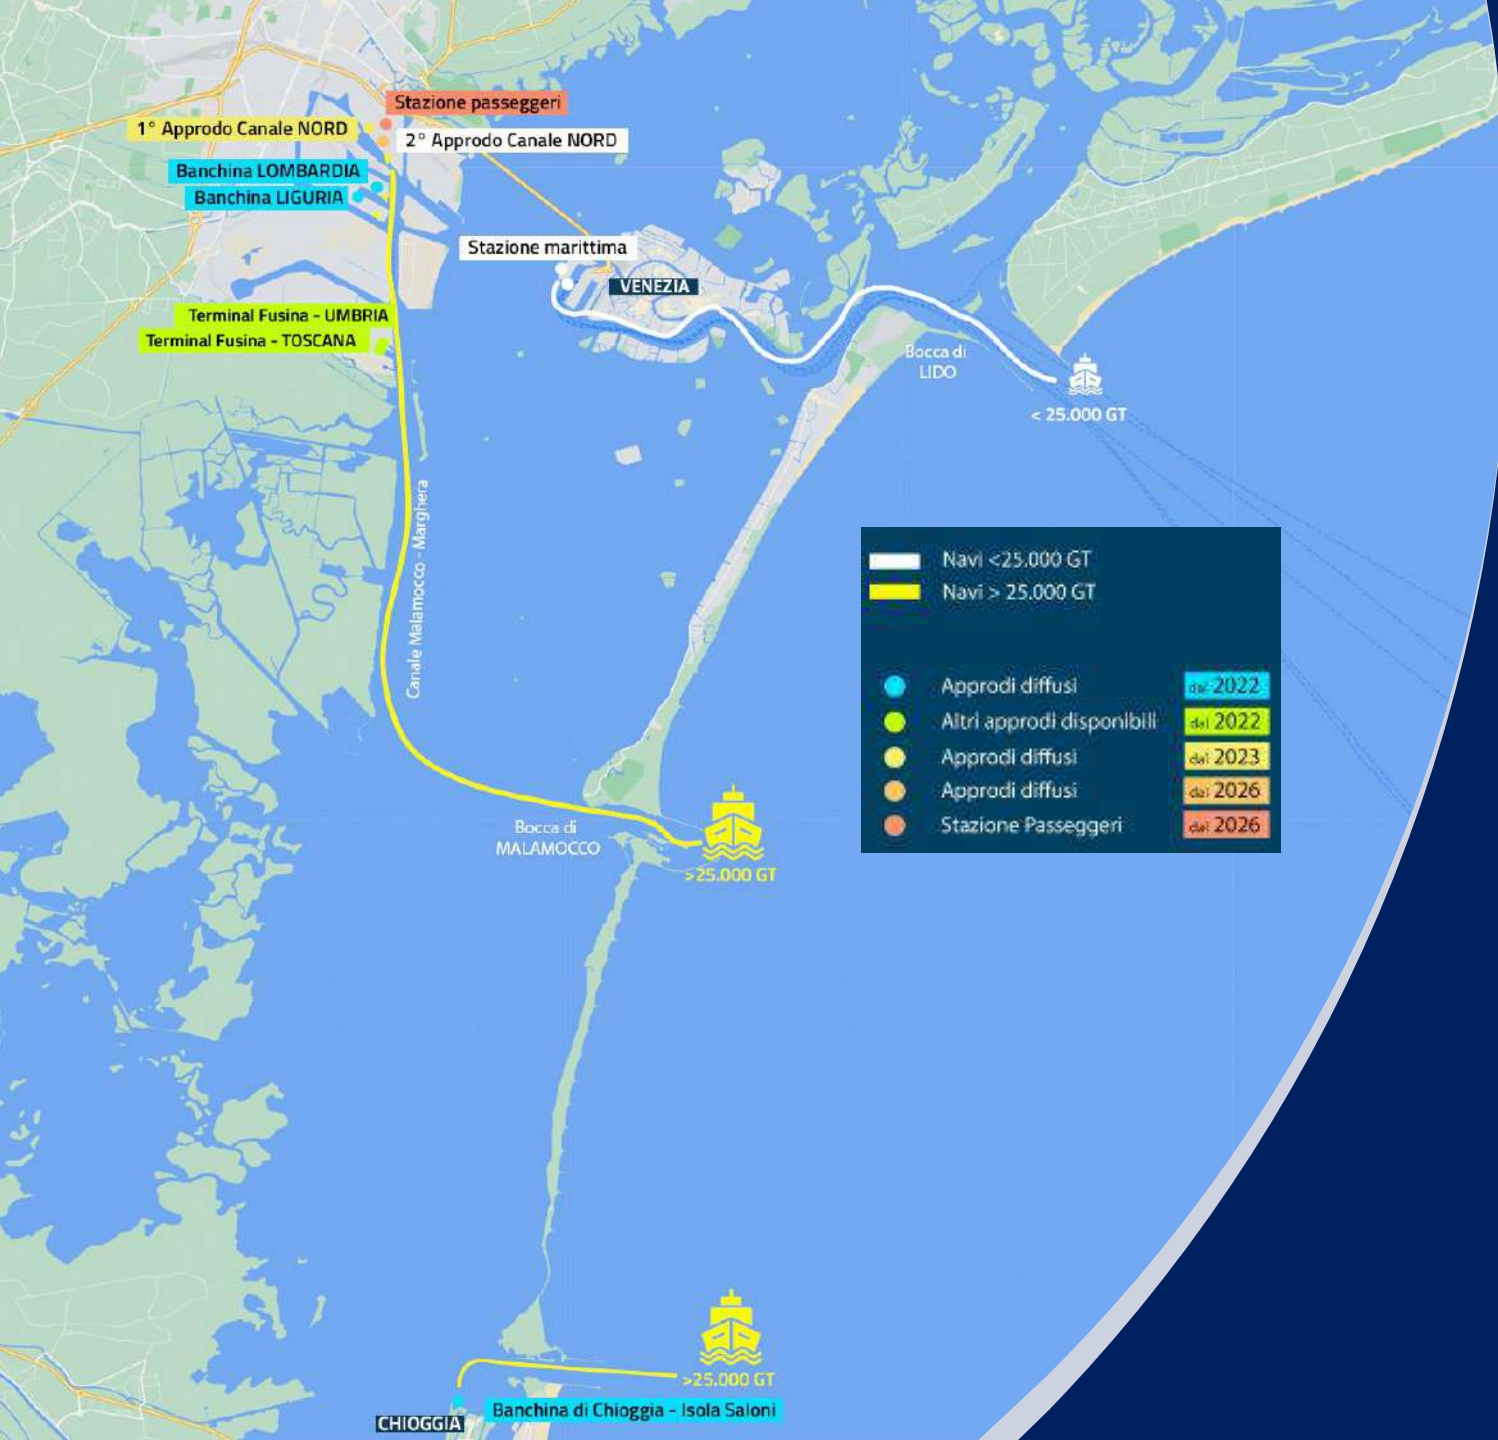 Stazione passeggeri
1° Approdo Canale NORD
2° Approdo Canale NORD
Banchina LOMBARDIA
Banchina LIGURIA
Stazione marittima
VENEZIA
Terminal Fusina - UMBRIA
Terminal Fusina - TOSCANA
Bocca di
LIDO
< 25.000 GT
Canale Malamocco - Marghera
Navi <25.000 GT
Navi > 25.000 GT
Approdi diffusi dal 2022
Altri approdi disponibili dal 2022
Approdi diffusi dal 2023
Approdi diffusi dal 2026
Stazione Passeggeri dal 2026
Bocca di
MALAMOCCO
>25.000 GT
>25.000 GT
Banchina di Chioggia - Isola Saloni
CHIOGGIA